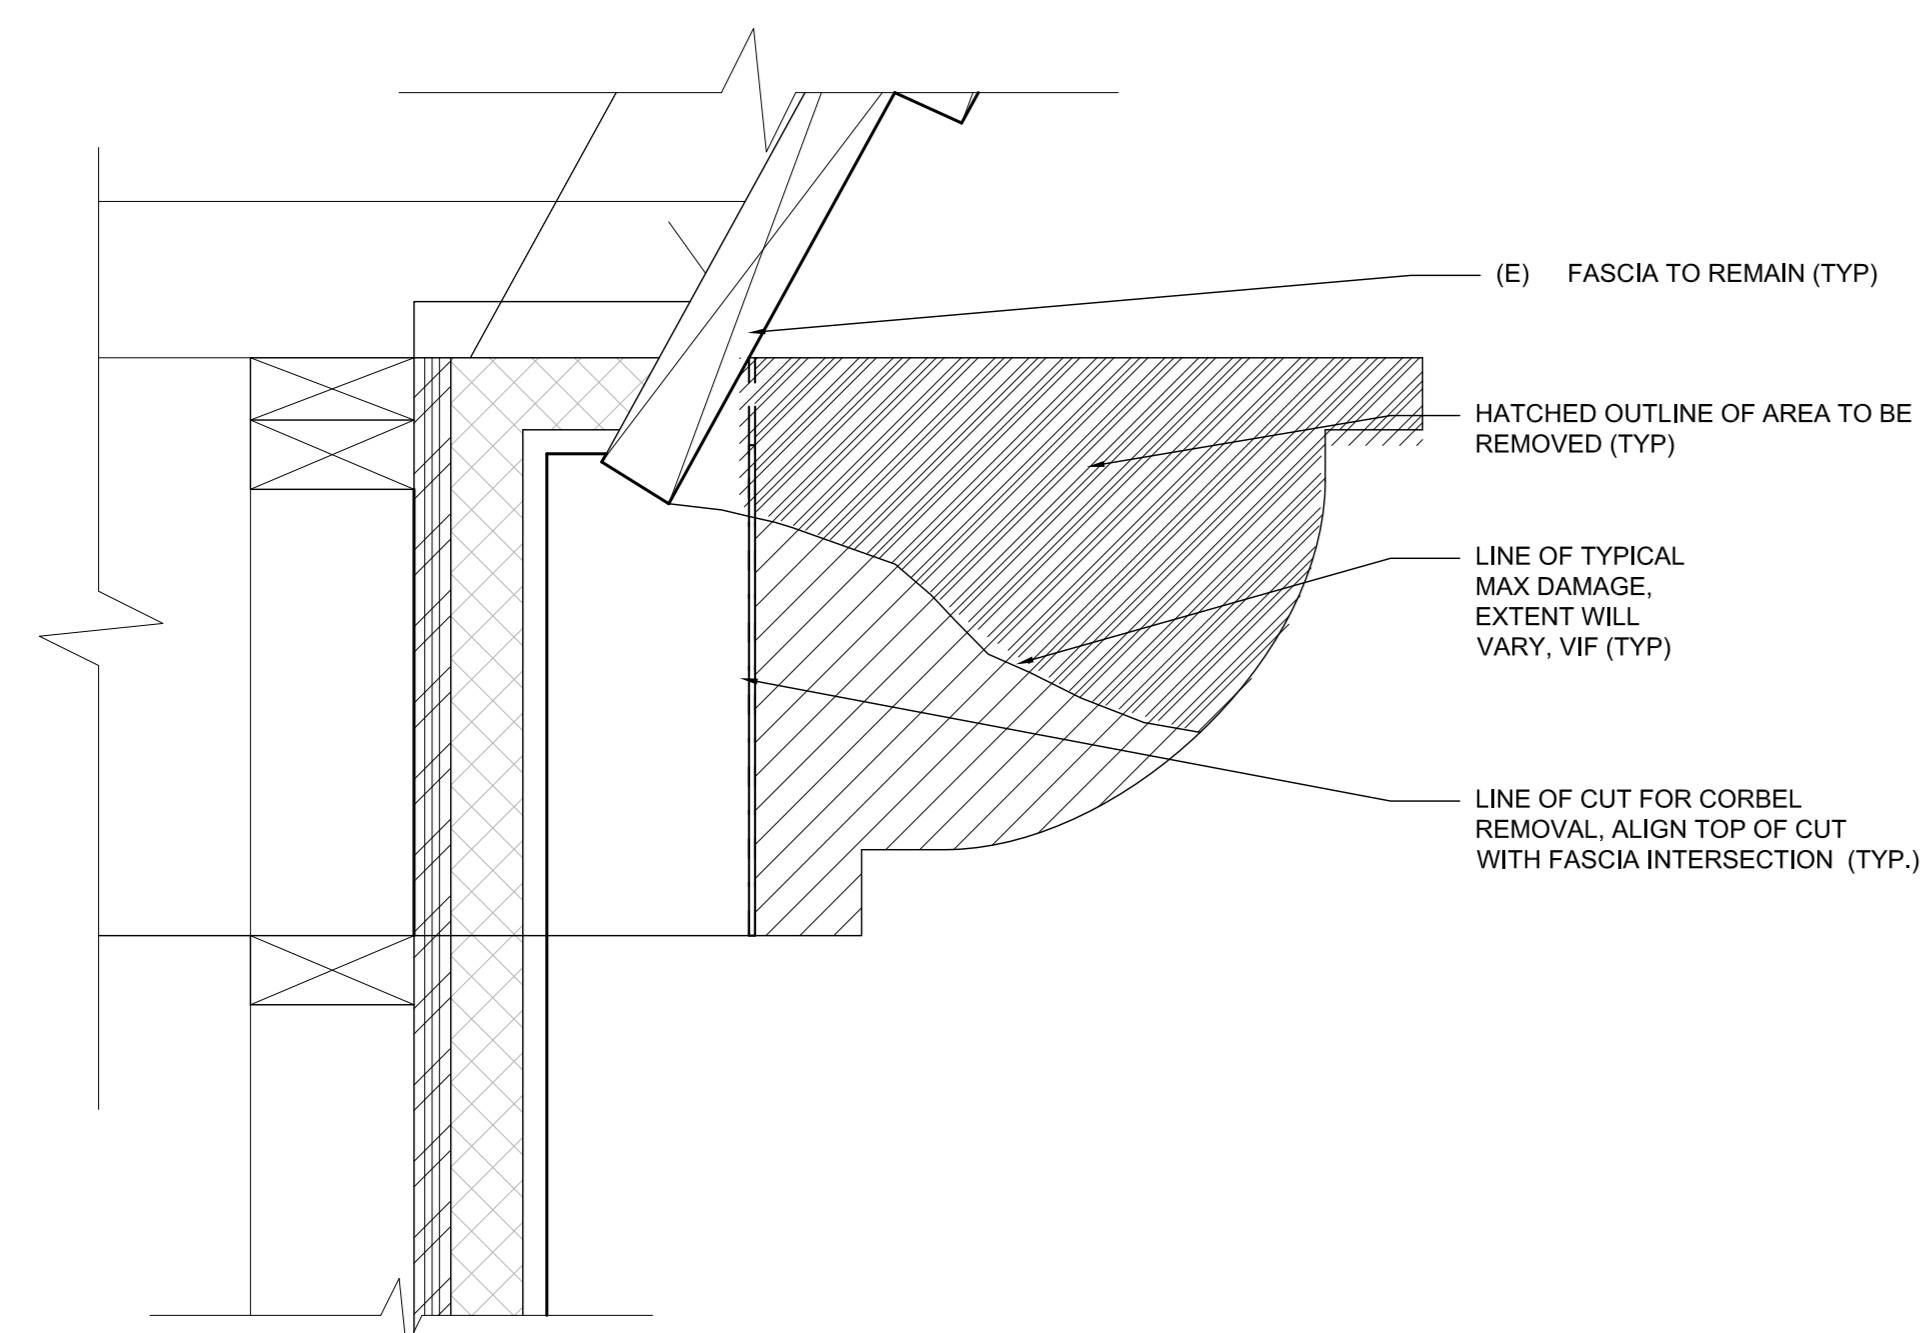 (E) FASCIA TO REMAIN (TYP)
HATCHED OUTLINE OF AREA TO BE
REMOVED (TYP)
LINE OF TYPICAL
MAX DAMAGE,
EXTENT WILL
VARY, VIF (TYP)
LINE OF CUT FOR CORBEL
REMOVAL, ALIGN TOP OF CUT
WITH FASCIA INTERSECTION (TYP.)